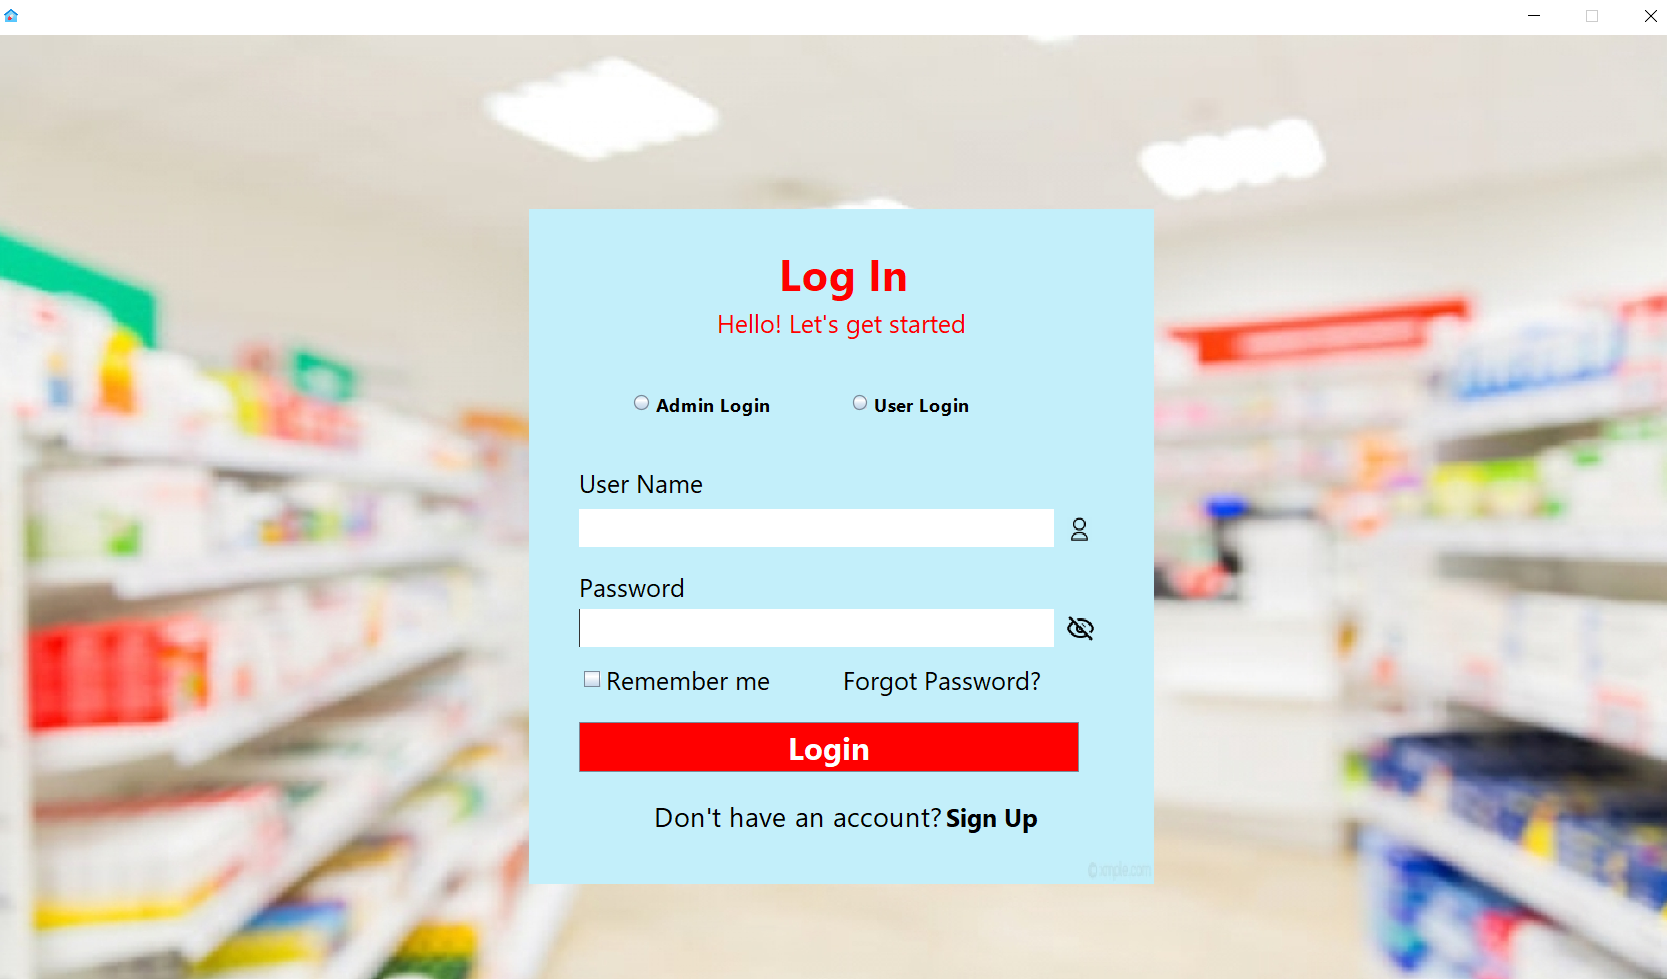 Log In
Hello! Let's get started
Admin Login
User Login
User Name
Password
Remember me
Forgot Password?
Login
Don't have an account? Sign Up